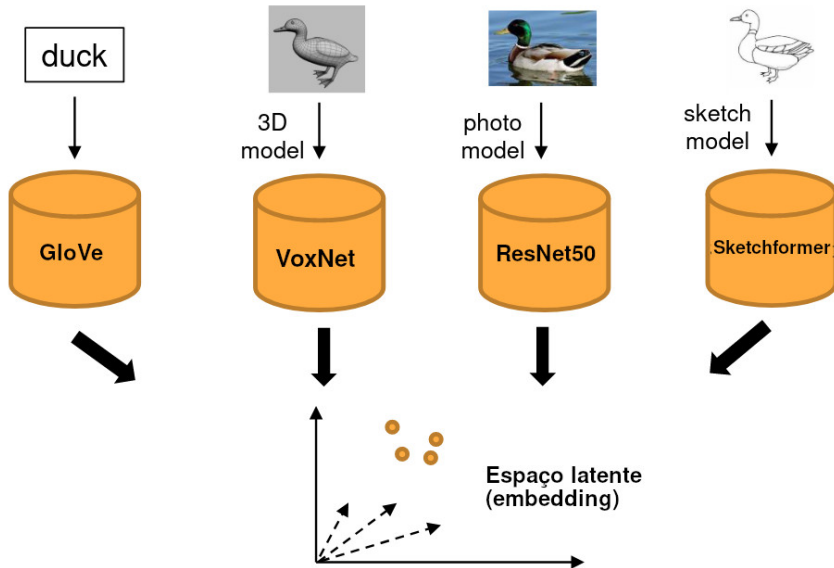 duck
3D
model
photo
model
sketch
model
GloVe
VoxNet
ResNet50
Sketchformer
Espaço latente
(embedding)